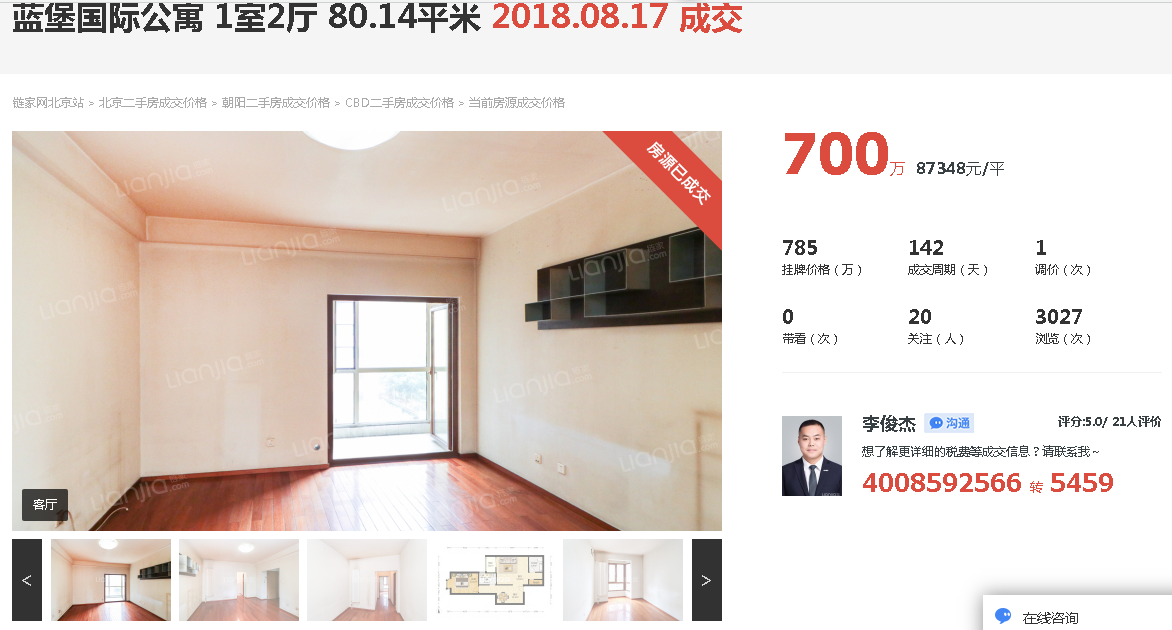 蓝堡国际公寓 1室2厅 80.14平米 2018.08.17 成交
链家网北京站 > 北京二手房成交价格 > 朝阳二手房成交价格 > CBD二手房成交价格 > 当前房源成交价格
房源已成交
700万 87348元/平
785 142 1
挂牌价格（万） 成交周期（天） 调价（次）
0 20 3027
带看（次） 关注（人） 浏览（次）
李俊杰 沟通 评分:5.0/ 21人评价
想了解更详细的税费等成交信息？请联系我~
4008592566 转 5459
Lianjia.com
客厅
< >
在线咨询